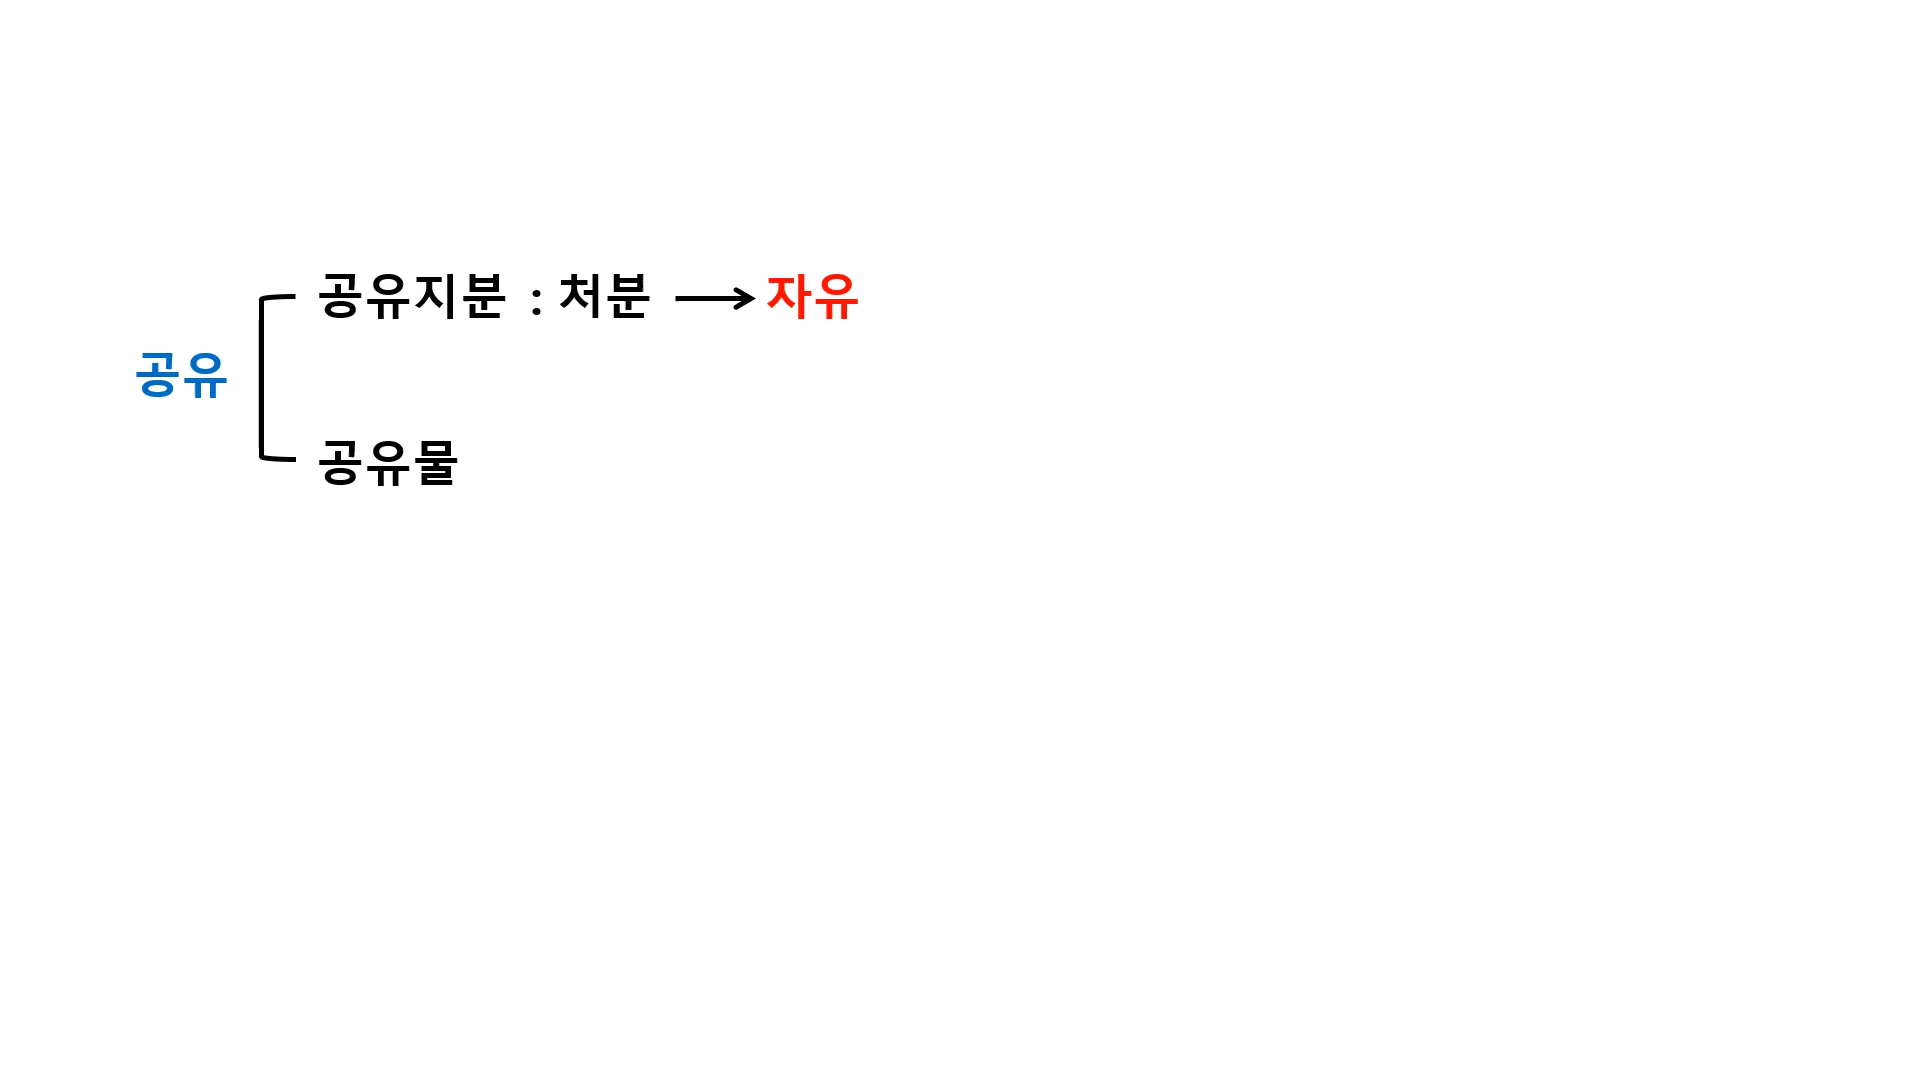 공유지분 : 처분 → 자유
공유
공유물